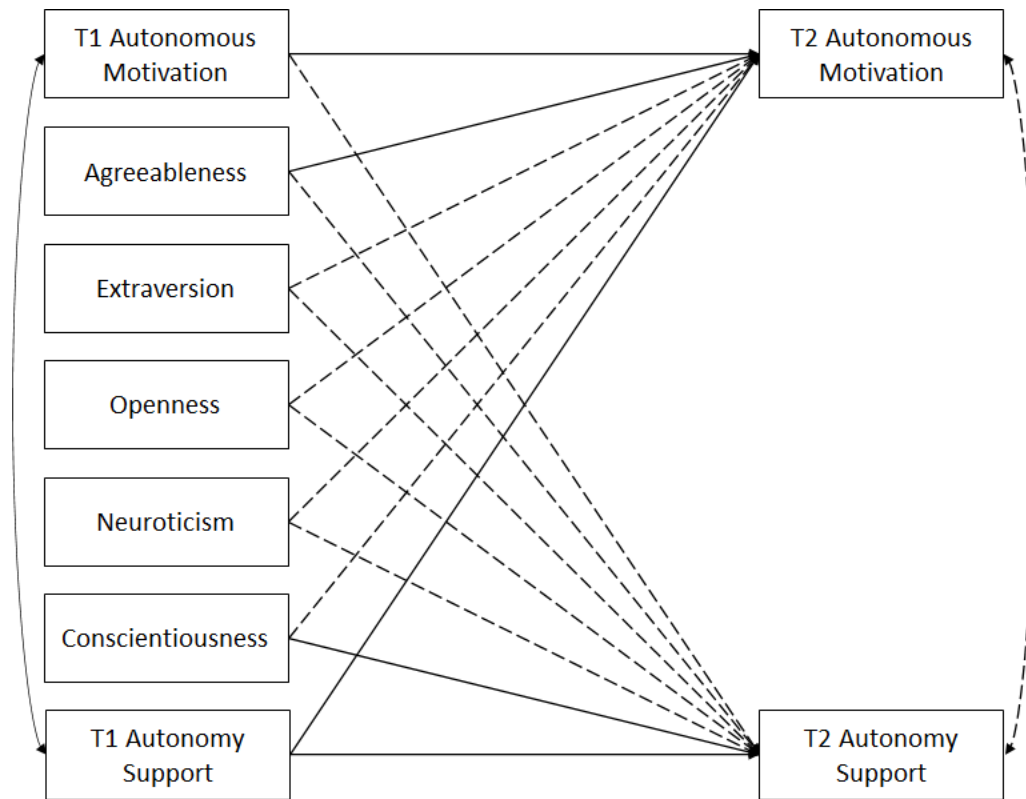 T1 Autonomous
Motivation
T2 Autonomous
Motivation
Agreeableness
Extraversion
Openness
Neuroticism
Conscientiousness
T1 Autonomy
Support
T2 Autonomy
Support